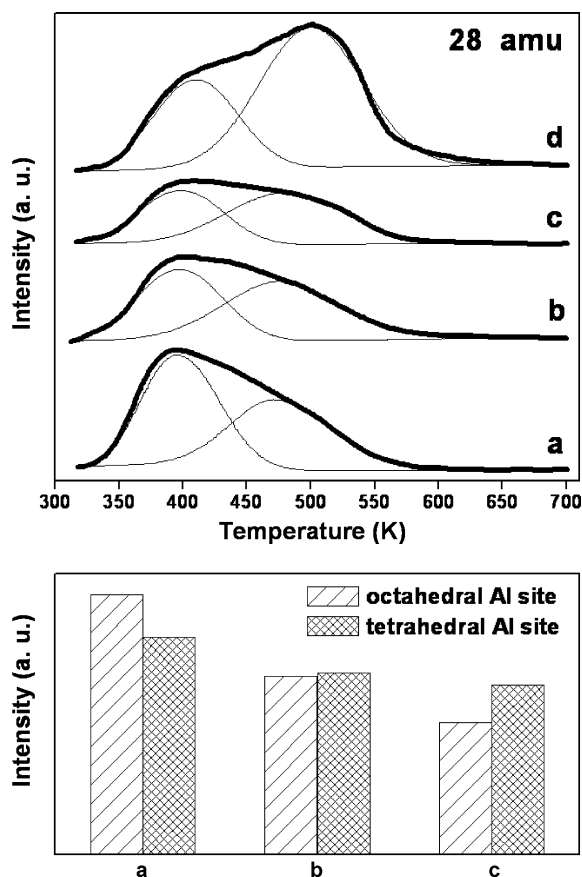 28 amu
d
c
b
a
Intensity (a. u.)
300 350 400 450 500 550 600 650 700
Temperature (K)
octahedral Al site
tetrahedral Al site
Intensity (a. u.)
a b c